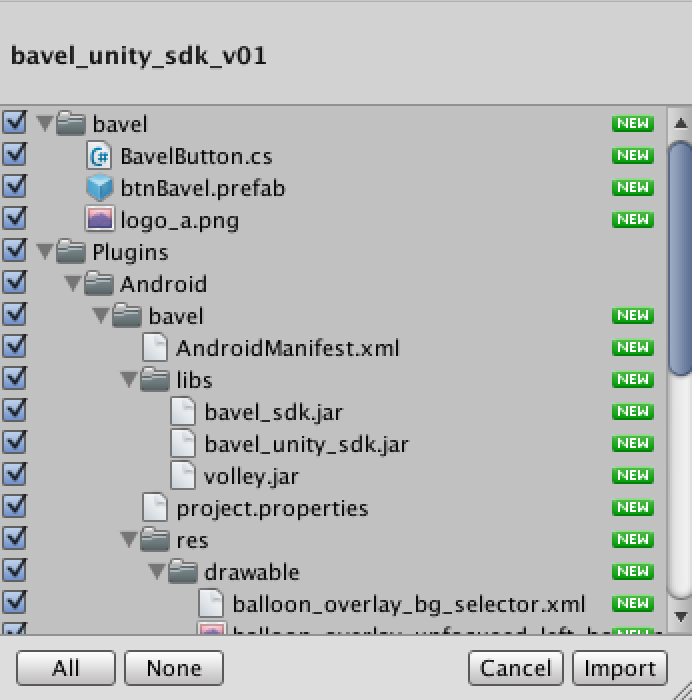 bavel_unity_sdk_v01
bavel NEW
BavelButton.cs NEW
btnBavel.prefab NEW
logo_a.png NEW
Plugins
Android
bavel NEW
AndroidManifest.xml NEW
libs NEW
bavel_sdk.jar NEW
bavel_unity_sdk.jar NEW
volley.jar NEW
project.properties NEW
res NEW
drawable NEW
balloon_overlay_bg_selector.xml NEW
balloon_overlay_unfocused_left NEW
All None Cancel Import